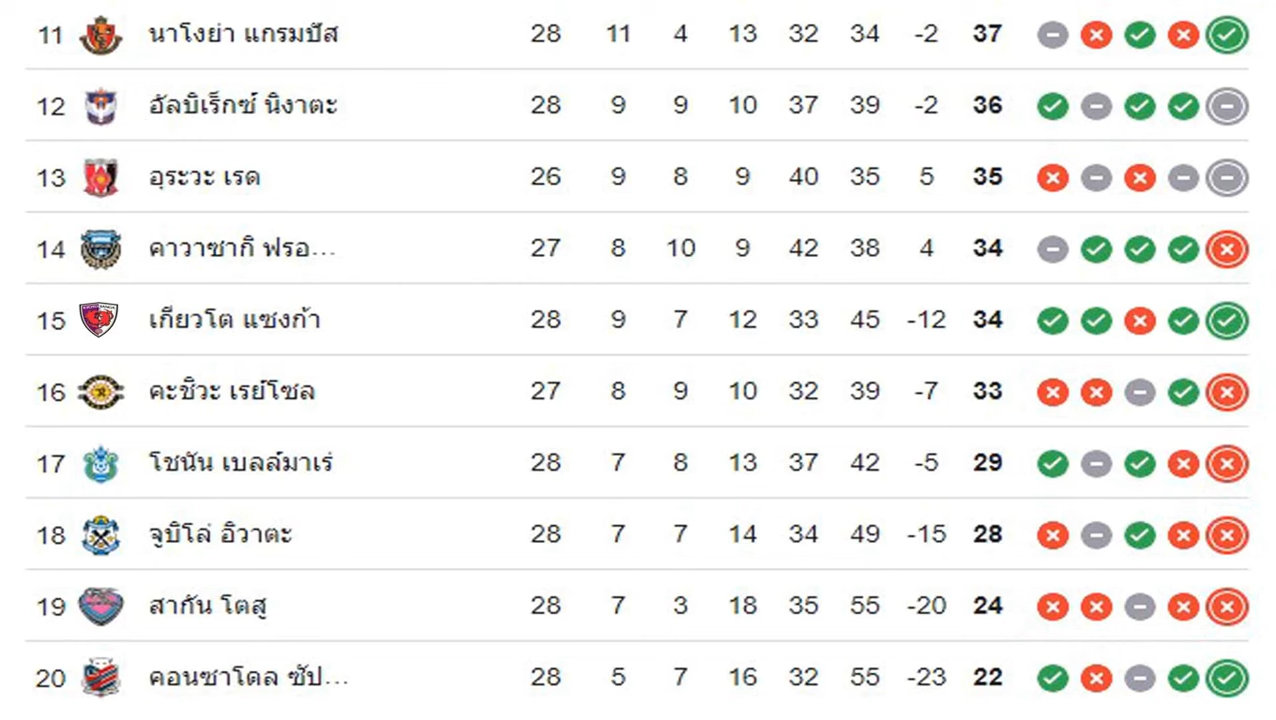 11 นาโงย่า แกรมปัส 28 11 4 13 32 34 -2 37
12 อัลบิเร็กซ์ นิงาตะ 28 9 9 10 37 39 -2 36
13 อุระวะ เรด 26 9 8 9 40 35 5 35
14 คาวาซากิ ฟรอ... 27 8 10 9 42 38 4 34
15 เกียวโต แซงก้า 28 9 7 12 33 45 -12 34
16 คะชิวะ เรย์โซล 27 8 9 10 32 39 -7 33
17 โชนัน เบลล์มาเร่ 28 7 8 13 37 42 -5 29
18 จูบิโล่ อิวาตะ 28 7 7 14 34 49 -15 28
19 สากัน โตสุ 28 7 3 18 35 55 -20 24
20 คอนซาโดล ซัป... 28 5 7 16 32 55 -23 22